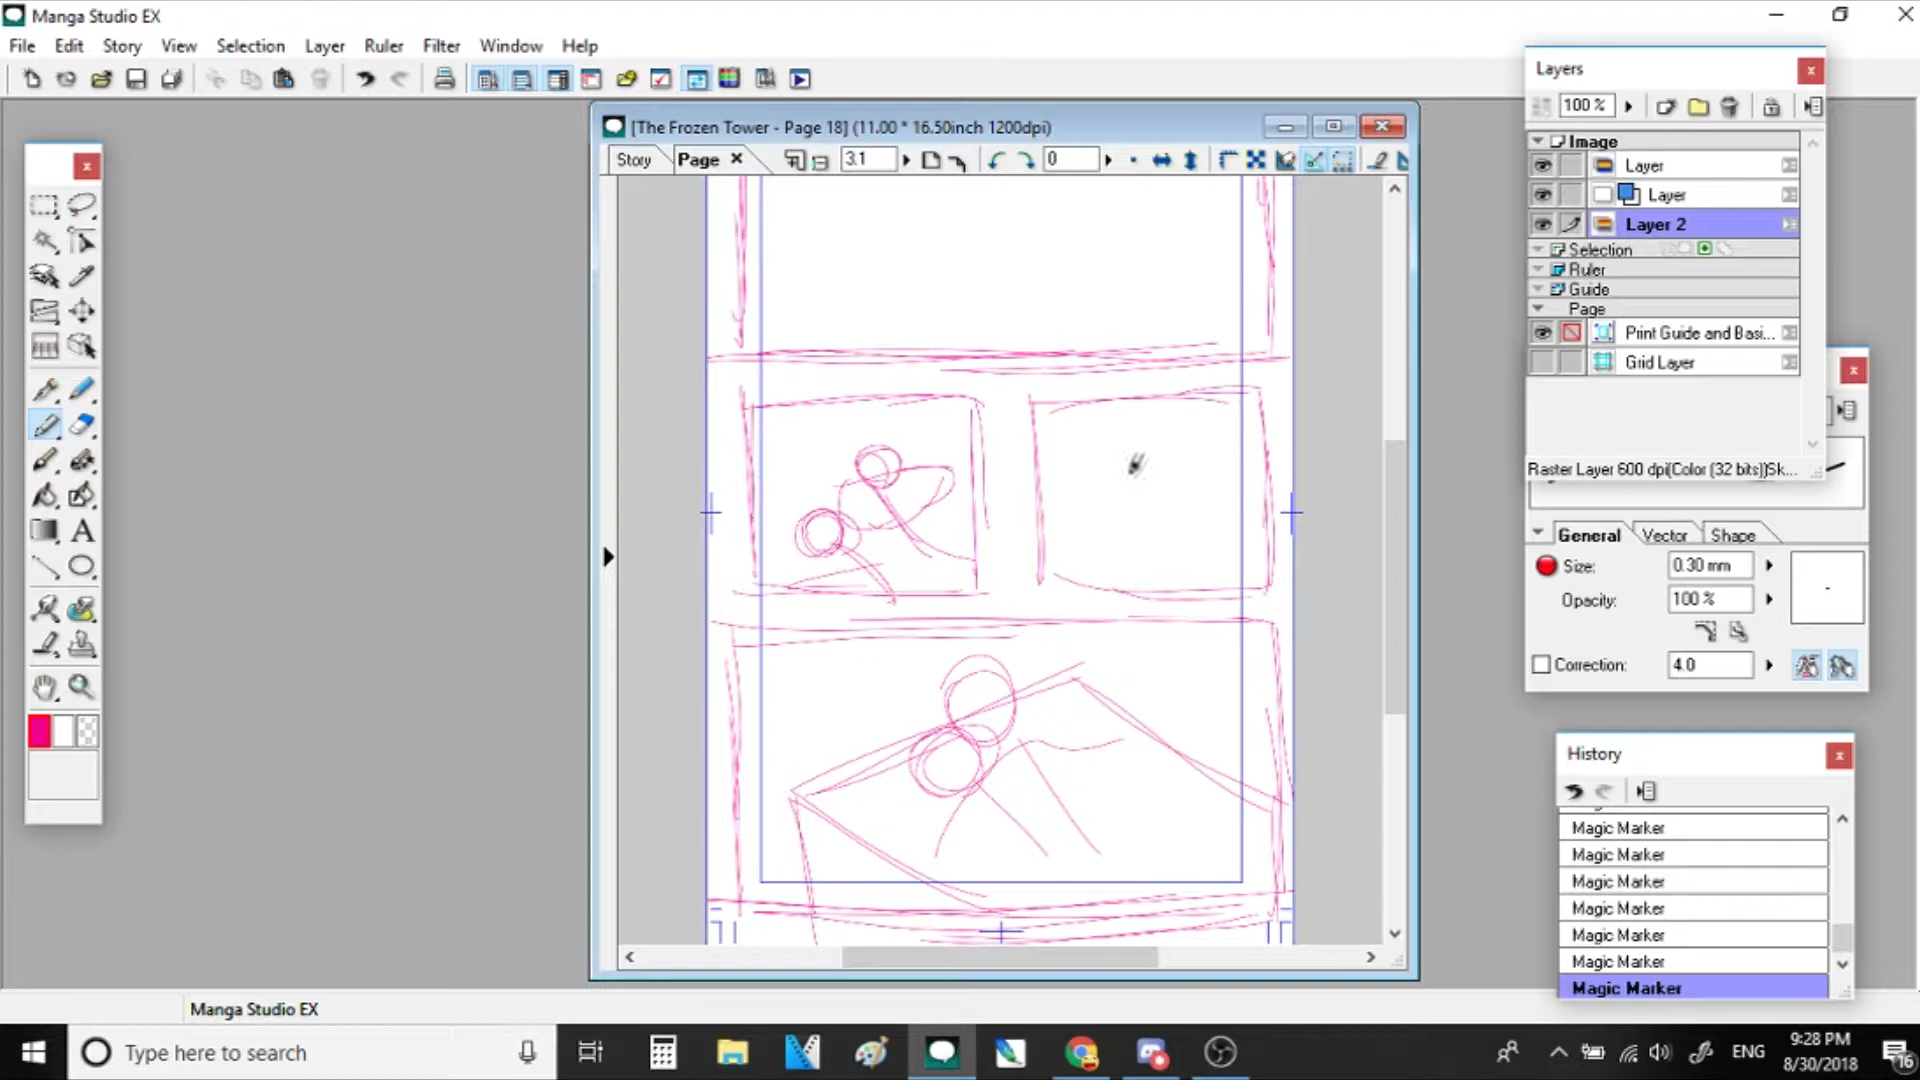 Manga Studio EX
File Edit Story View Selection Layer Ruler Filter Window Help
[The Frozen Tower - Page 18] (11.00 * 16.50inch 1200dpi)
Story Page 3.1 0
Layers
100 %
Image
Layer
Layer
Layer 2
Selection
Ruler
Guide
Page
Print Guide and Basi...
Grid Layer
Raster Layer 600 dpi(Color (32 bits))Sk...
General Vector Shape
Size: 0.30 mm
Opacity: 100 %
Correction: 4.0
History
Magic Marker
Magic Marker
Magic Marker
Magic Marker
Magic Marker
Magic Marker
Magic Marker
Manga Studio EX
Type here to search
ENG
9:28 PM
8/30/2018
16